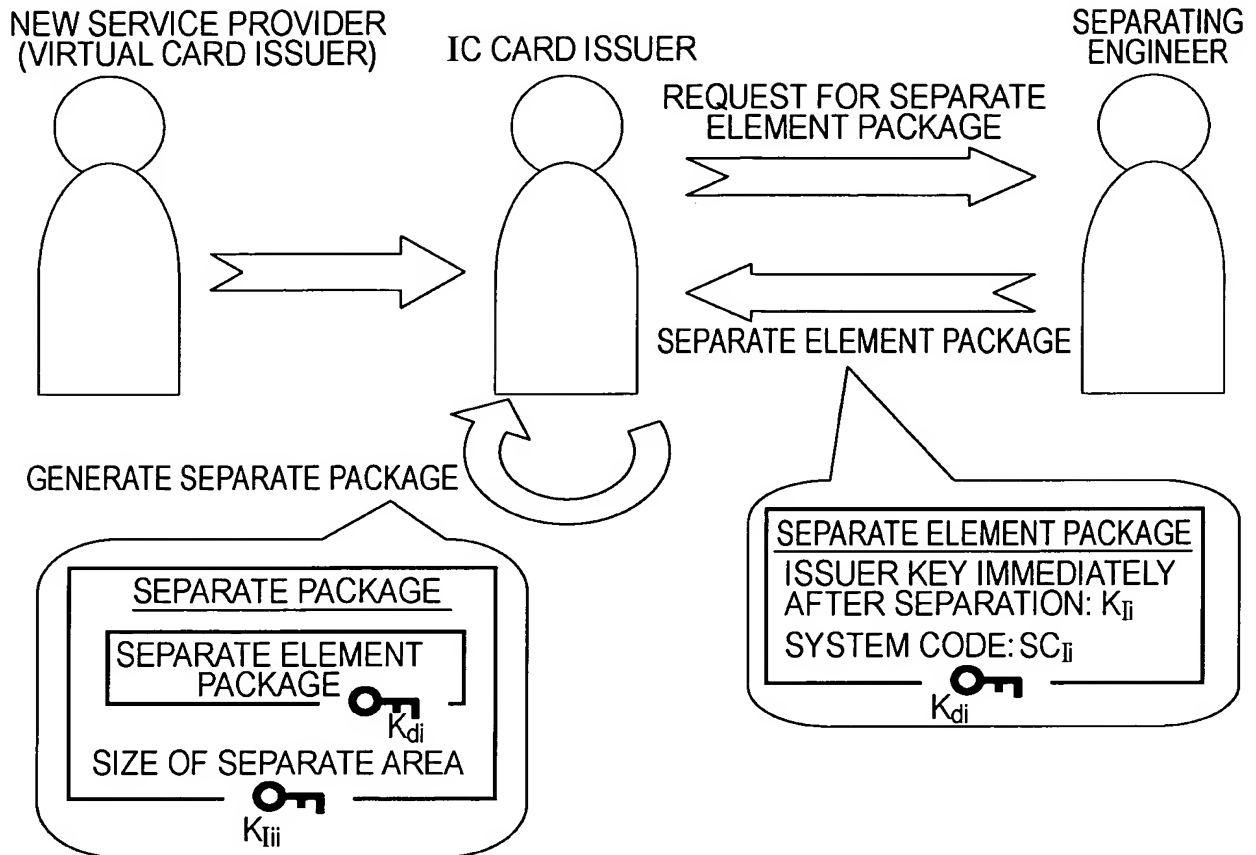 NEW SERVICE PROVIDER
(VIRTUAL CARD ISSUER)
IC CARD ISSUER
SEPARATING
ENGINEER
REQUEST FOR SEPARATE
ELEMENT PACKAGE
SEPARATE ELEMENT PACKAGE
GENERATE SEPARATE PACKAGE
SEPARATE PACKAGE
SEPARATE ELEMENT
PACKAGE
Kdi
SIZE OF SEPARATE AREA
KIii
SEPARATE ELEMENT PACKAGE
ISSUER KEY IMMEDIATELY
AFTER SEPARATION: KIi
SYSTEM CODE: SCIi
Kdi